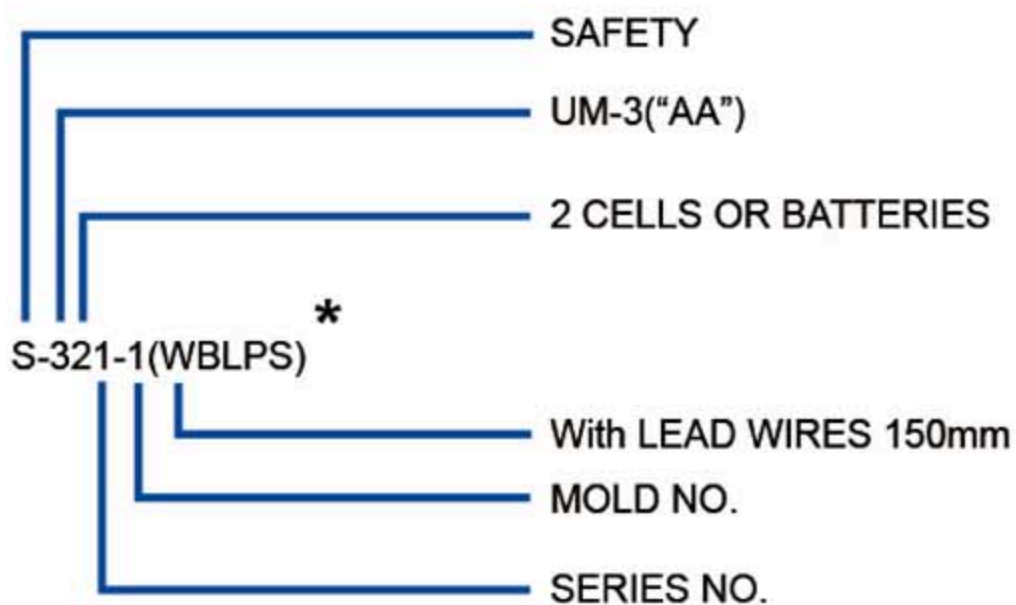 SAFETY
UM-3(“AA”)
2 CELLS OR BATTERIES
*
S-321-1(WBLPS)
With LEAD WIRES 150mm
MOLD NO.
SERIES NO.